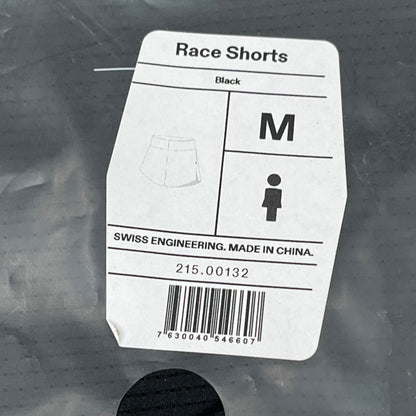 Race Shorts
Black
M
SWISS ENGINEERING. MADE IN CHINA.
215.00132
7 630040 546607